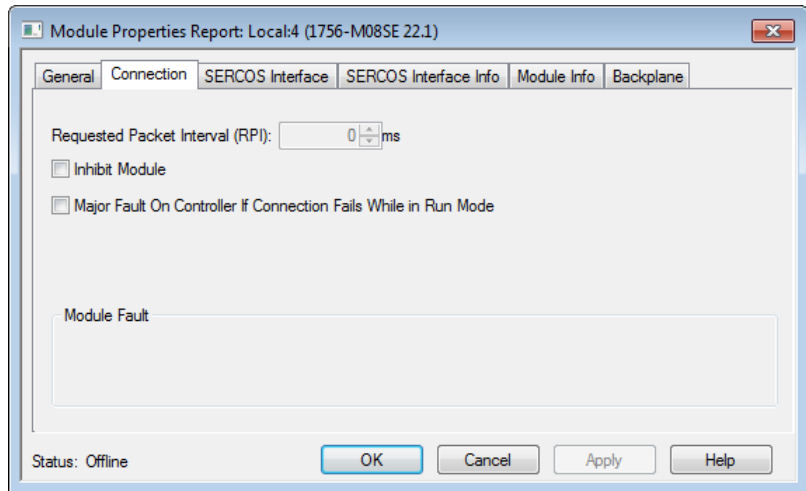 Module Properties Report: Local:4 (1756-M08SE 22.1)
General Connection SERCOS Interface SERCOS Interface Info Module Info Backplane
Requested Packet Interval (RPI): 0 ms
Inhibit Module
Major Fault On Controller If Connection Fails While in Run Mode
Module Fault
Status: Offline OK Cancel Apply Help